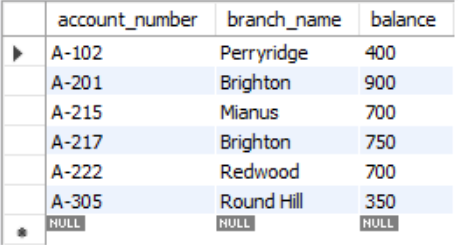 account_number branch_name balance
A-102 Perryridge 400
A-201 Brighton 900
A-215 Mianus 700
A-217 Brighton 750
A-222 Redwood 700
A-305 Round Hill 350
NULL NULL NULL